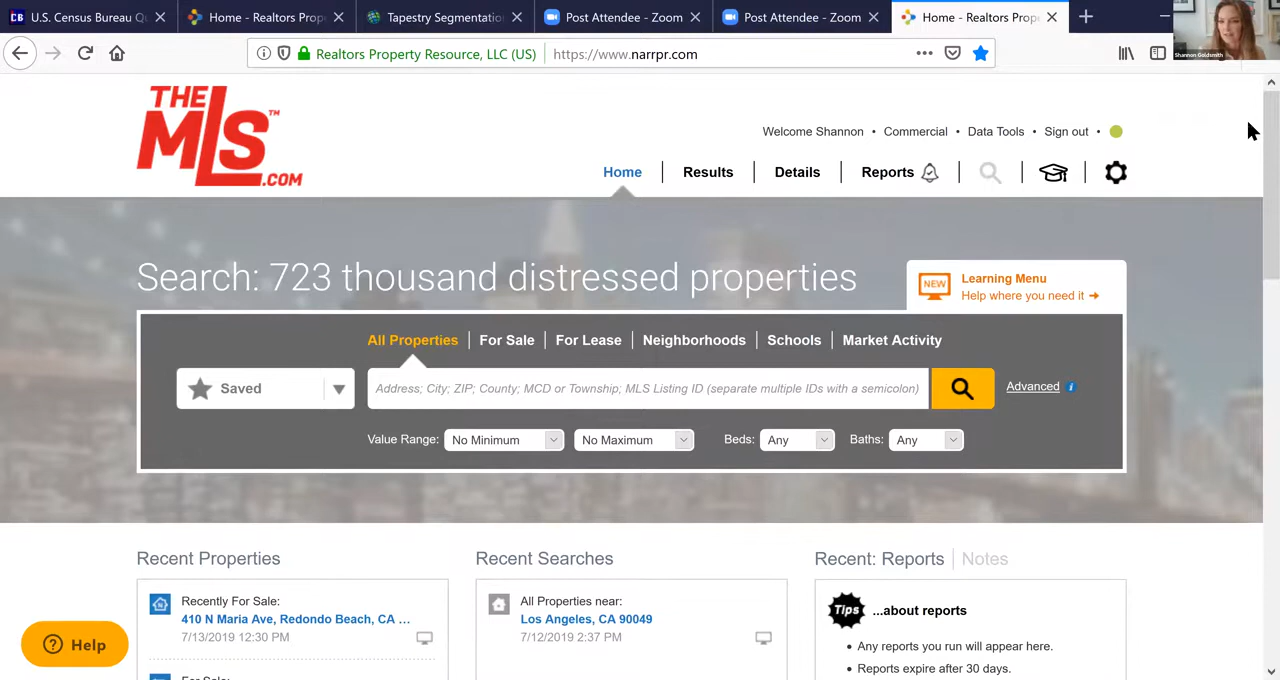 U.S. Census Bureau Qu
Home - Realtors Prope
Tapestry Segmentatio
Post Attendee - Zoom
Post Attendee - Zoom
Home - Realtors Prope
Shannon Goldsmith
Realtors Property Resource, LLC (US)
https://www.narrpr.com
THE
MLS™
.COM
Welcome Shannon • Commercial • Data Tools • Sign out •
Home Results Details Reports
Search: 723 thousand distressed properties
NEW
Learning Menu
Help where you need it →
All Properties For Sale For Lease Neighborhoods Schools Market Activity
Saved
Address; City; ZIP; County; MCD or Township; MLS Listing ID (separate multiple IDs with a semicolon)
Advanced i
Value Range: No Minimum No Maximum Beds: Any Baths: Any
Recent Properties
Recently For Sale:
410 N Maria Ave, Redondo Beach, CA ...
7/13/2019 12:30 PM
For Sale:
Recent Searches
All Properties near:
Los Angeles, CA 90049
7/12/2019 2:37 PM
Recent: Reports Notes
Tips ...about reports
• Any reports you run will appear here.
• Reports expire after 30 days.
? Help